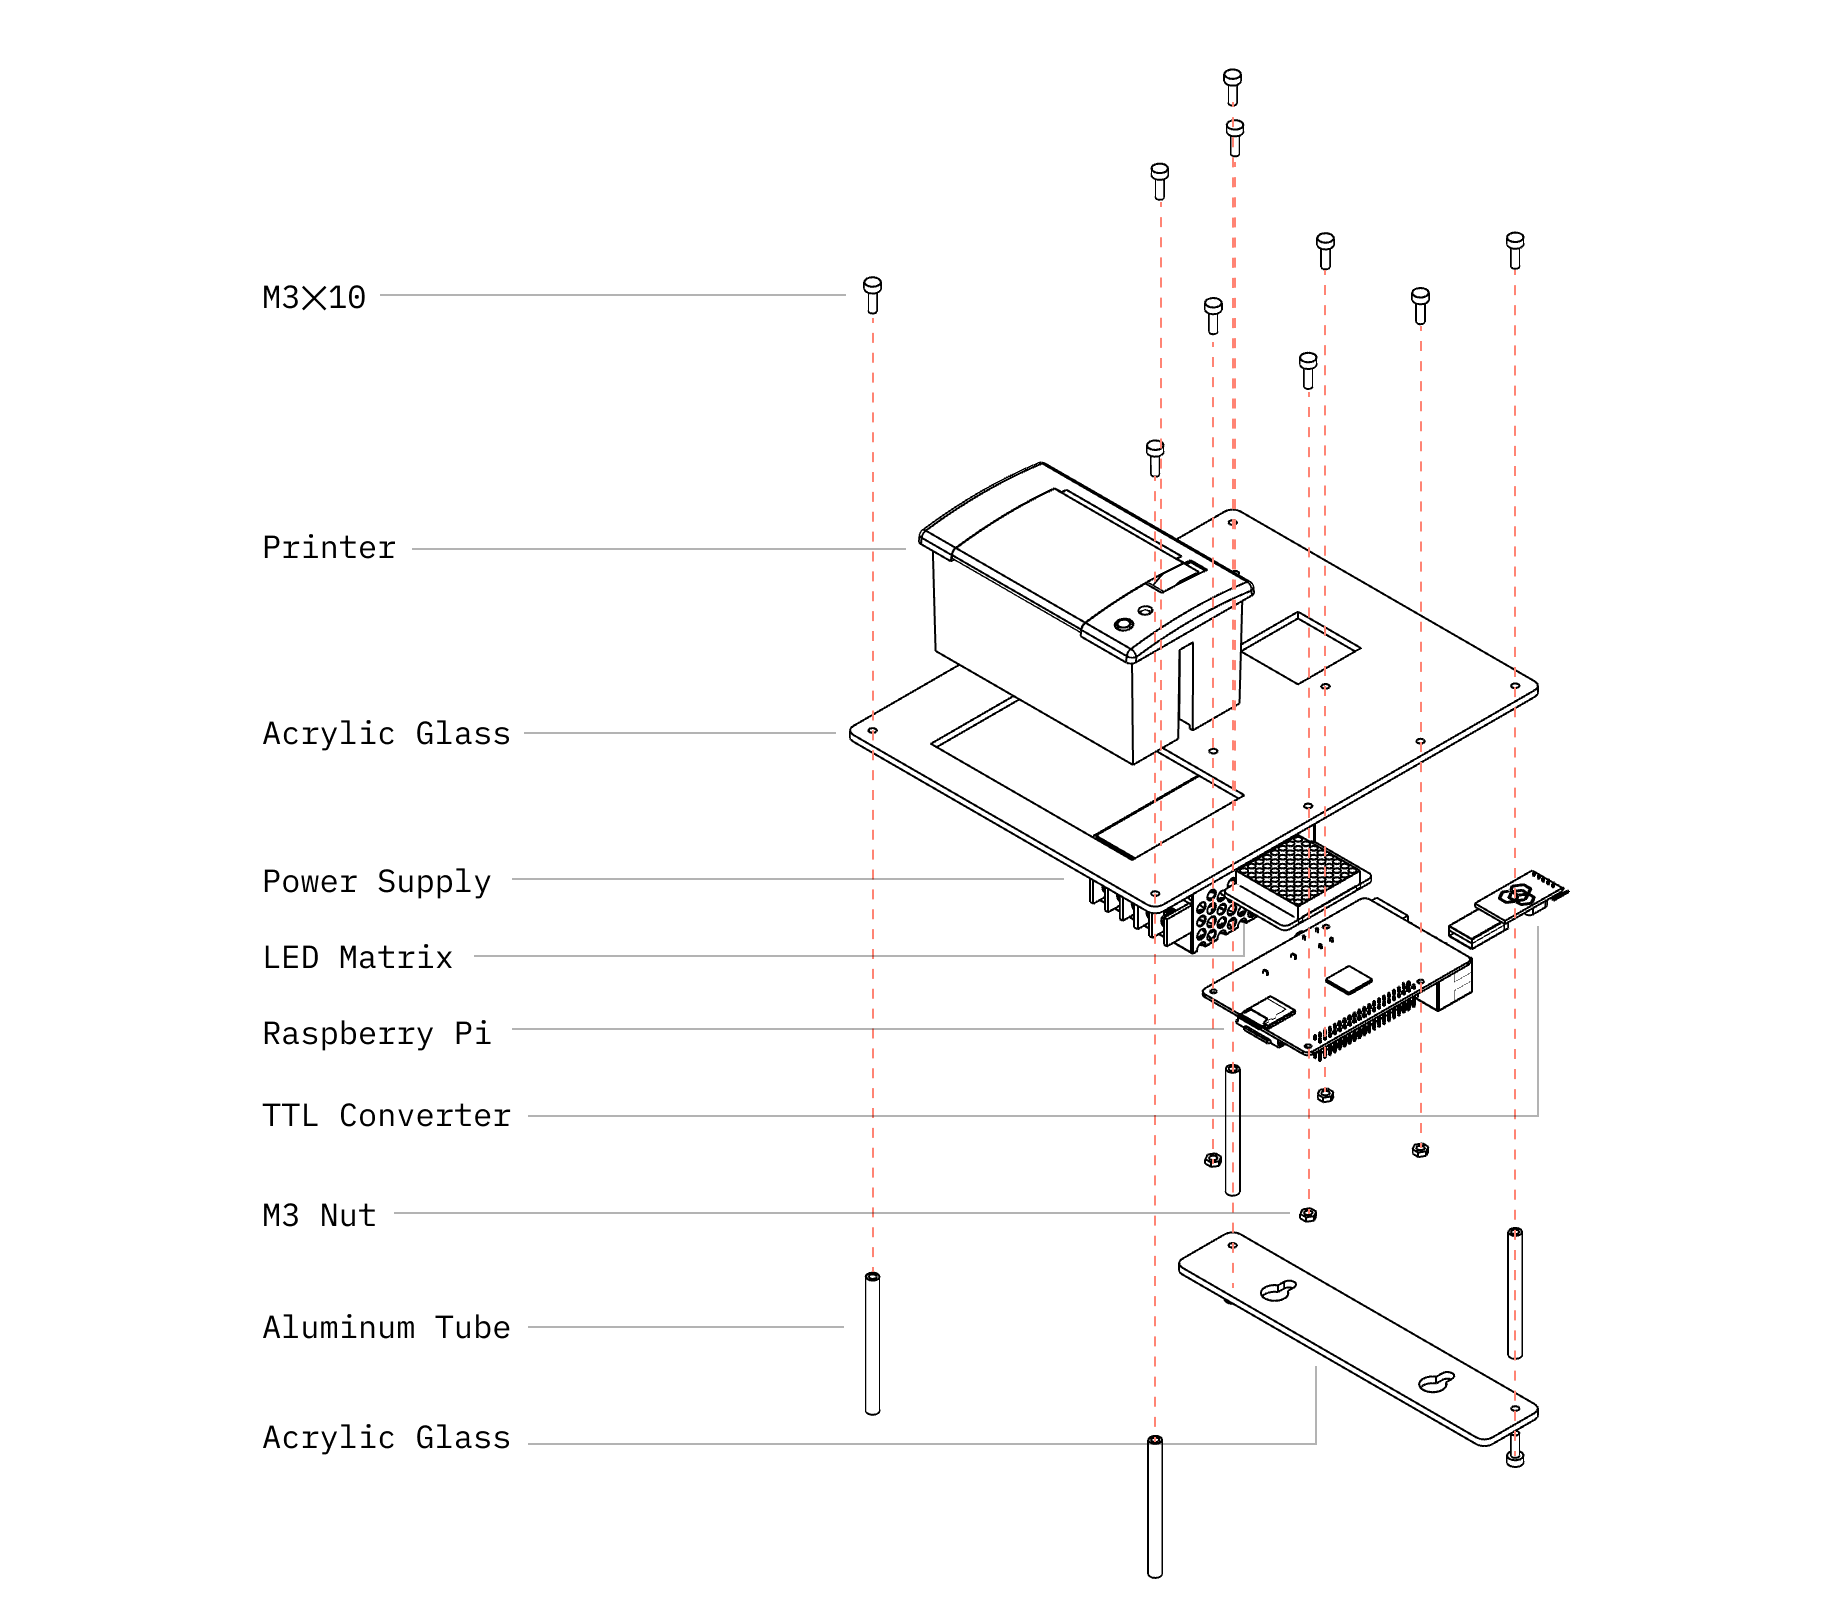 M3×10
Printer
Acrylic Glass
Power Supply
LED Matrix
Raspberry Pi
TTL Converter
M3 Nut
Aluminum Tube
Acrylic Glass